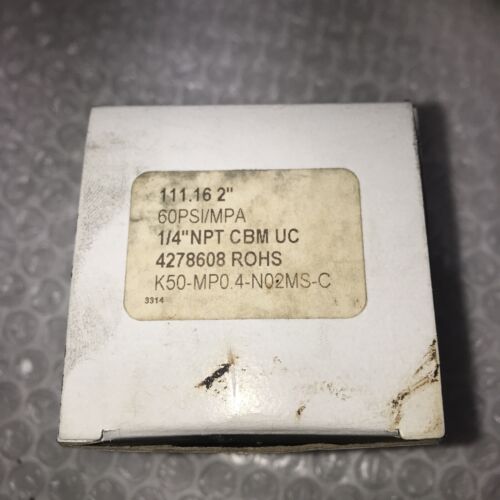 111.16 2"
60PSI/MPA
1/4"NPT CBM UC
4278608 ROHS
K50-MP0.4-N02MS-C
3314